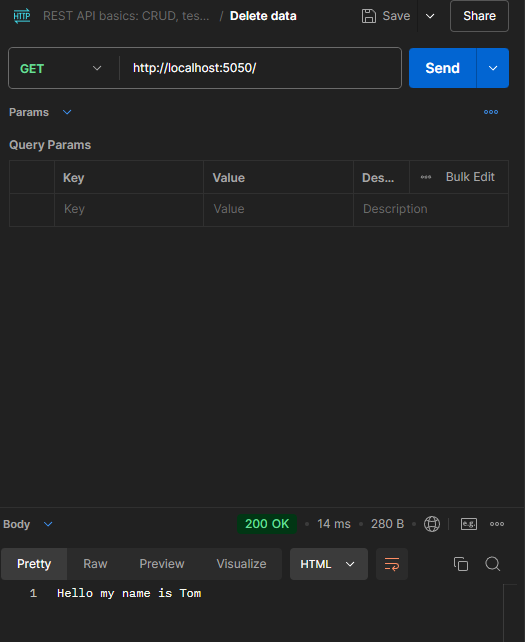 HTTP REST API basics: CRUD, tes... / Delete data Save Share
GET http://localhost:5050/ Send
Params
Query Params
Key Value Des... Bulk Edit
Key Value Description
Body 200 OK • 14 ms • 280 B • e.g.
Pretty Raw Preview Visualize HTML
1 Hello my name is Tom